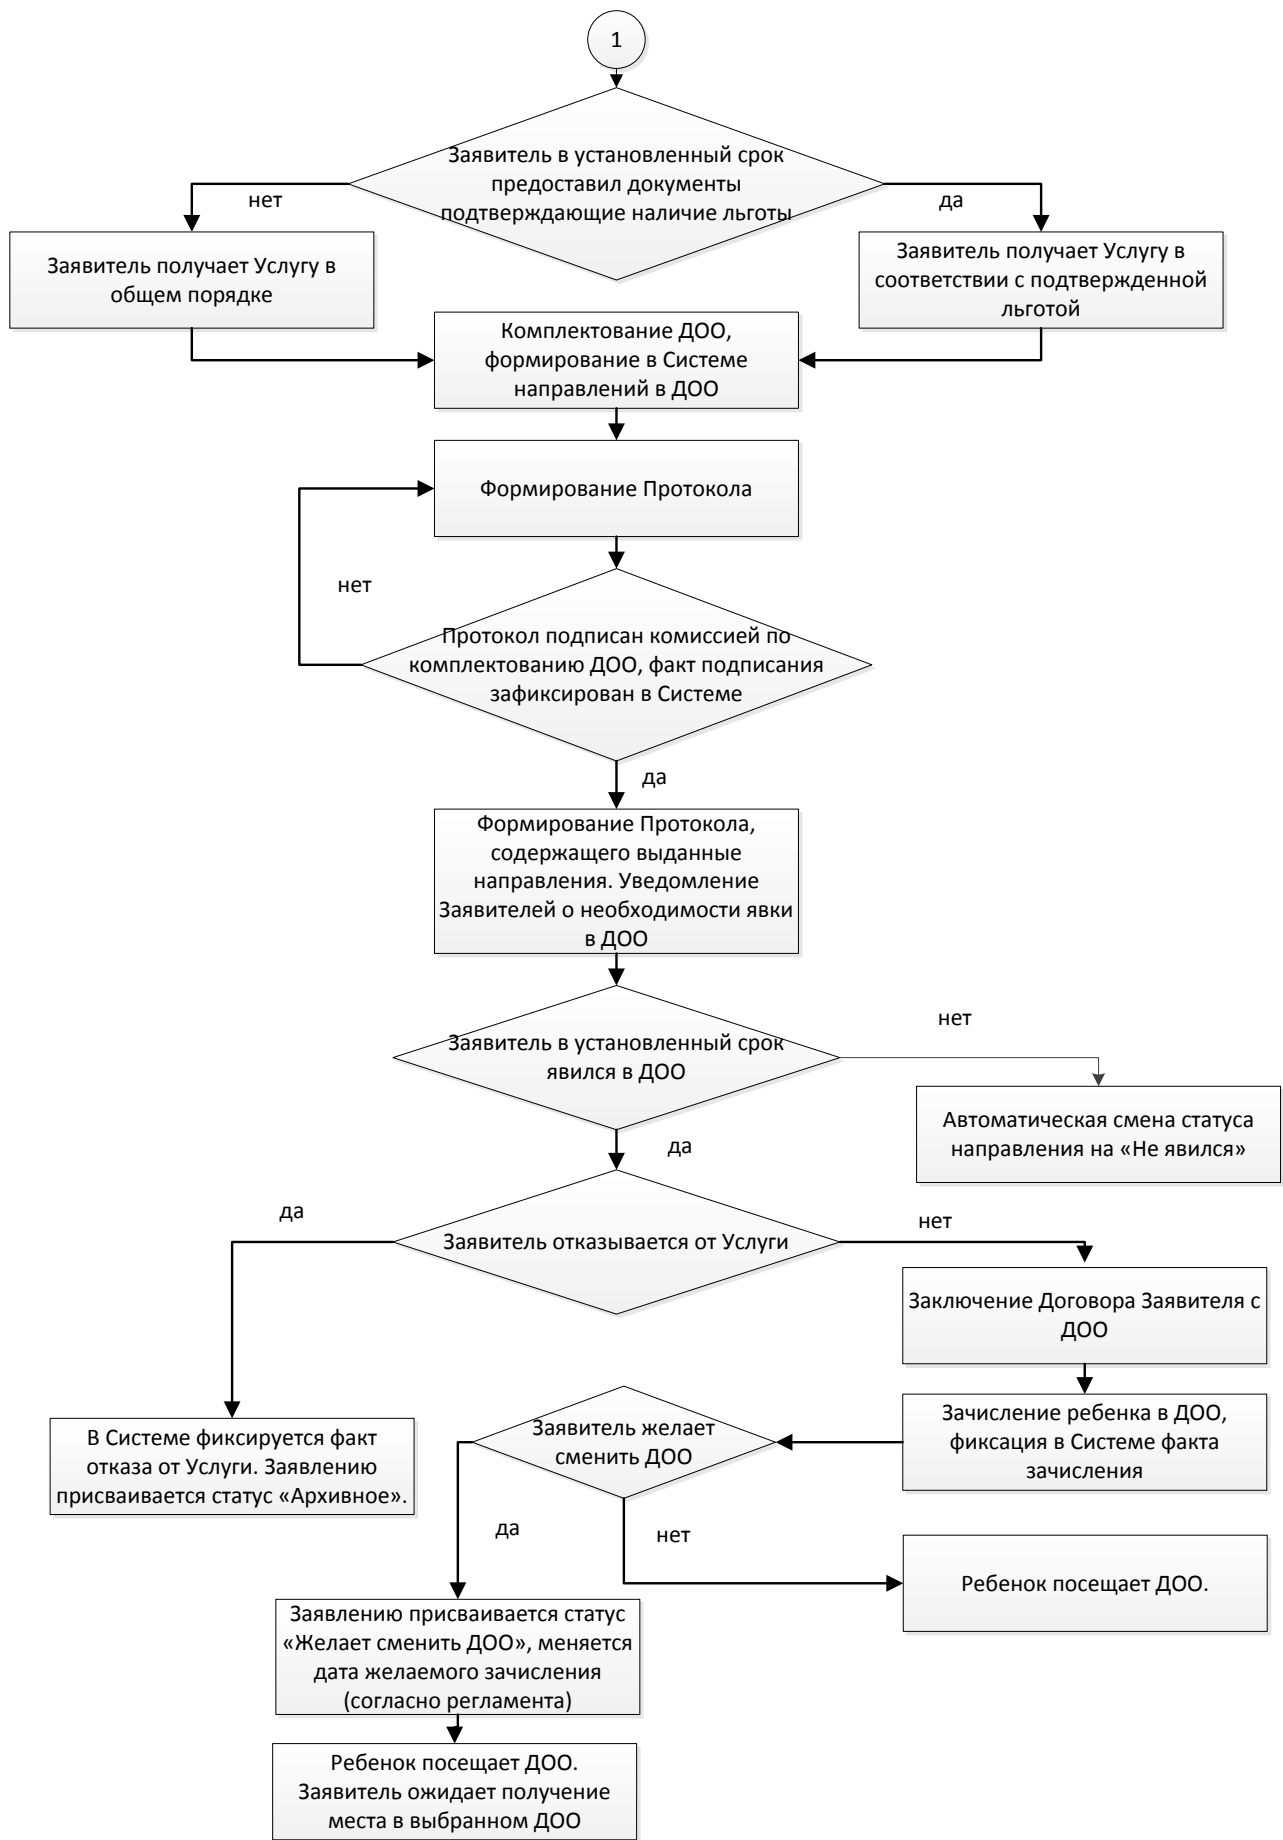 1
Заявитель в установленный срок
предоставил документы
подтверждающие наличие льготы
нет
да
Заявитель получает Услугу в
общем порядке
Заявитель получает Услугу в
соответствии с подтвержденной
льготой
Комплектование ДОО,
формирование в Системе
направлений в ДОО
Формирование Протокола
нет
Протокол подписан комиссией по
комплектованию ДОО, факт подписания
зафиксирован в Системе
да
Формирование Протокола,
содержащего выданные
направления. Уведомление
Заявителей о необходимости явки
в ДОО
нет
Заявитель в установленный срок
явился в ДОО
Автоматическая смена статуса
направления на «Не явился»
да
да
нет
Заявитель отказывается от Услуги
Заключение Договора Заявителя с
ДОО
Зачисление ребенка в ДОО,
фиксация в Системе факта
зачисления
Заявитель желает
сменить ДОО
В Системе фиксируется факт
отказа от Услуги. Заявлению
присваивается статус «Архивное».
да
нет
Ребенок посещает ДОО.
Заявлению присваивается статус
«Желает сменить ДОО», меняется
дата желаемого зачисления
(согласно регламента)
Ребенок посещает ДОО.
Заявитель ожидает получение
места в выбранном ДОО